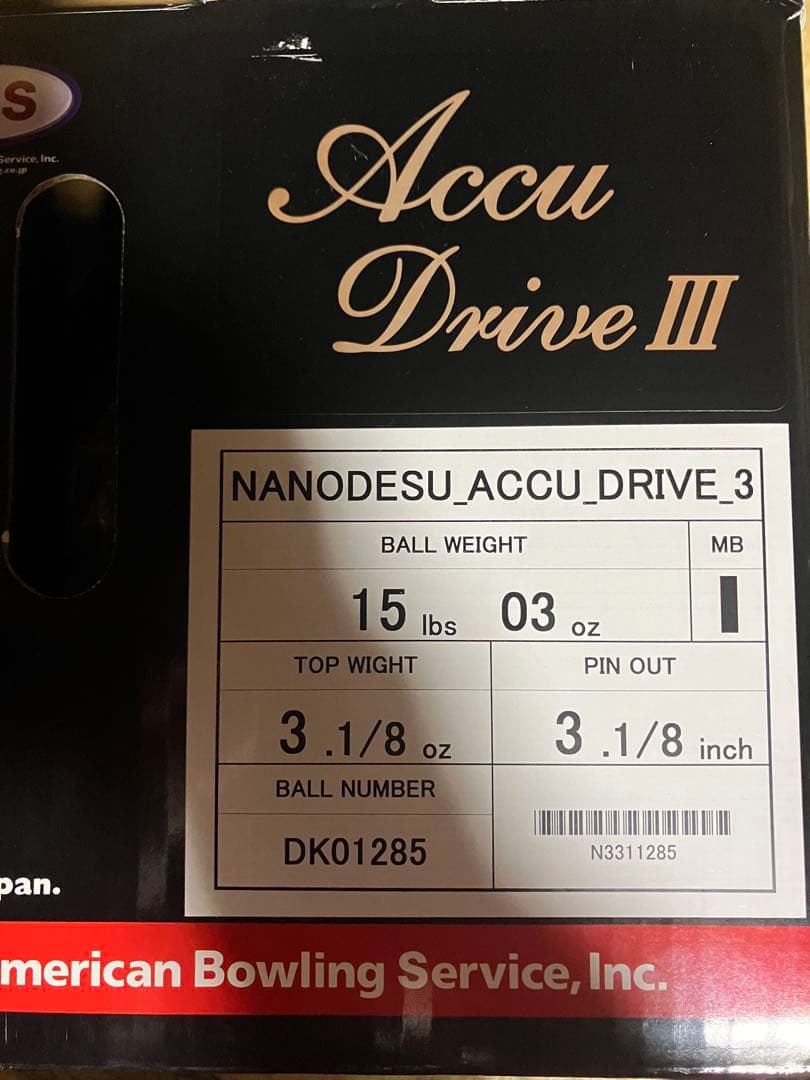 S
Service, Inc.
.co.jp
Accu
Drive III
NANODESU_ACCU_DRIVE_3
BALL WEIGHT
MB
15 lbs 03 oz
TOP WIGHT
PIN OUT
3 .1/8 oz
3 .1/8 inch
BALL NUMBER
DK01285
N3311285
pan.
merican Bowling Service, Inc.